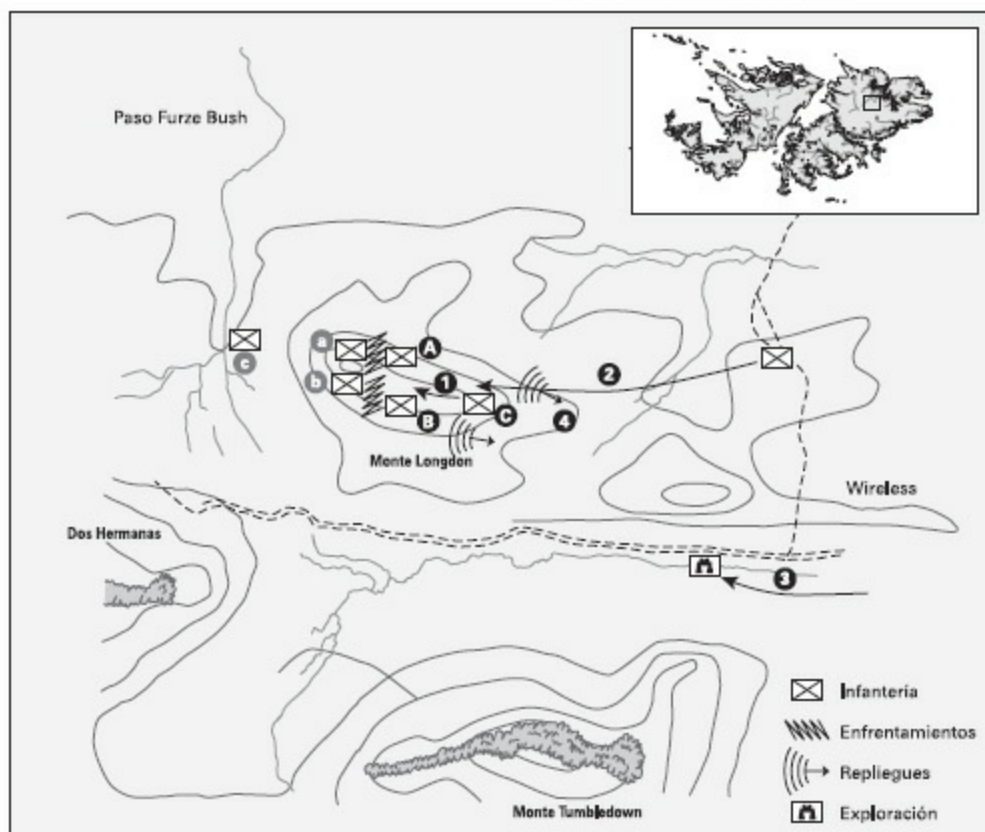 Paso Furze Bush
c
a
b
A
1
B
C
2
4
Monte Longdon
Wireless
Dos Hermanas
3
Monte Tumbledown
Infantería
Enfrentamientos
Repliegues
Exploración